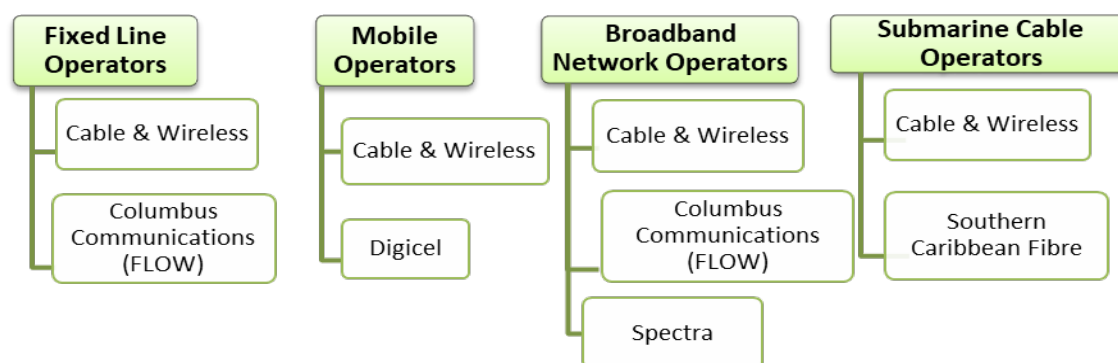 Fixed Line
Operators
Cable & Wireless
Columbus
Communications
(FLOW)
Mobile
Operators
Cable & Wireless
Digicel
Broadband
Network Operators
Cable & Wireless
Columbus
Communications
(FLOW)
Spectra
Submarine Cable
Operators
Cable & Wireless
Southern
Caribbean Fibre